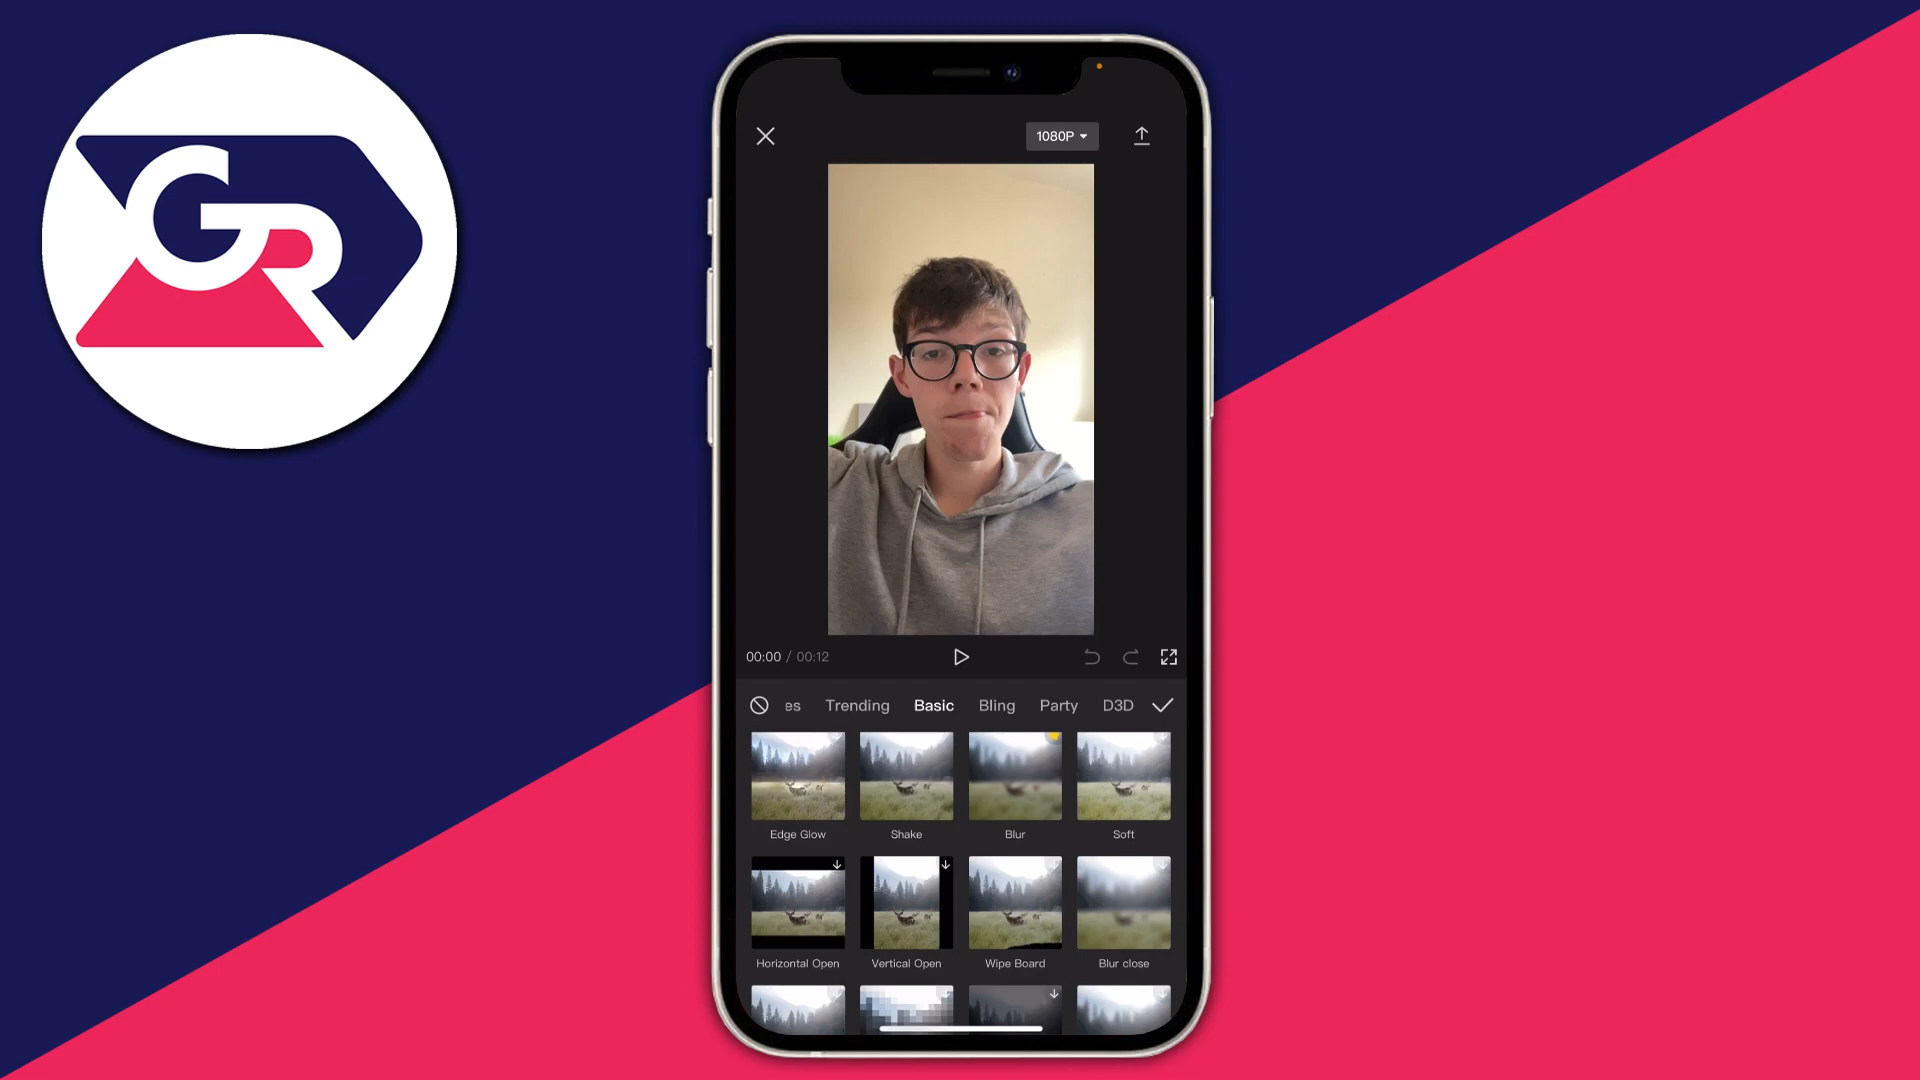 GR
1080P
00:00 / 00:12
es Trending Basic Bling Party D3D
Edge Glow Shake Blur Soft
Horizontal Open Vertical Open Wipe Board Blur close